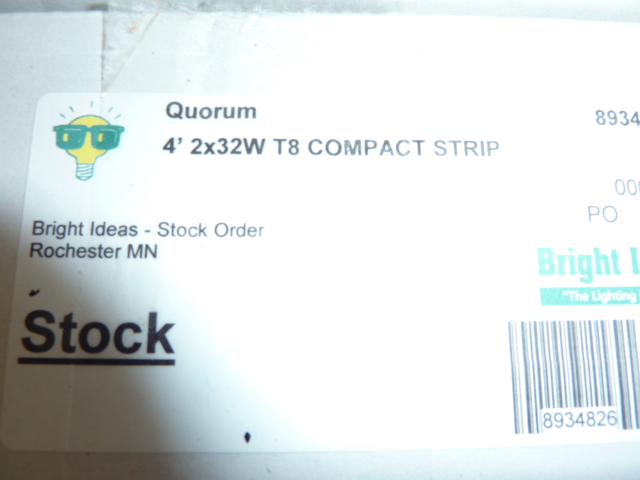 Quorum
8934
4' 2x32W T8 COMPACT STRIP
000
PO:
Bright Ideas - Stock Order
Rochester MN
Bright I
"The Lighting
Stock
8934826